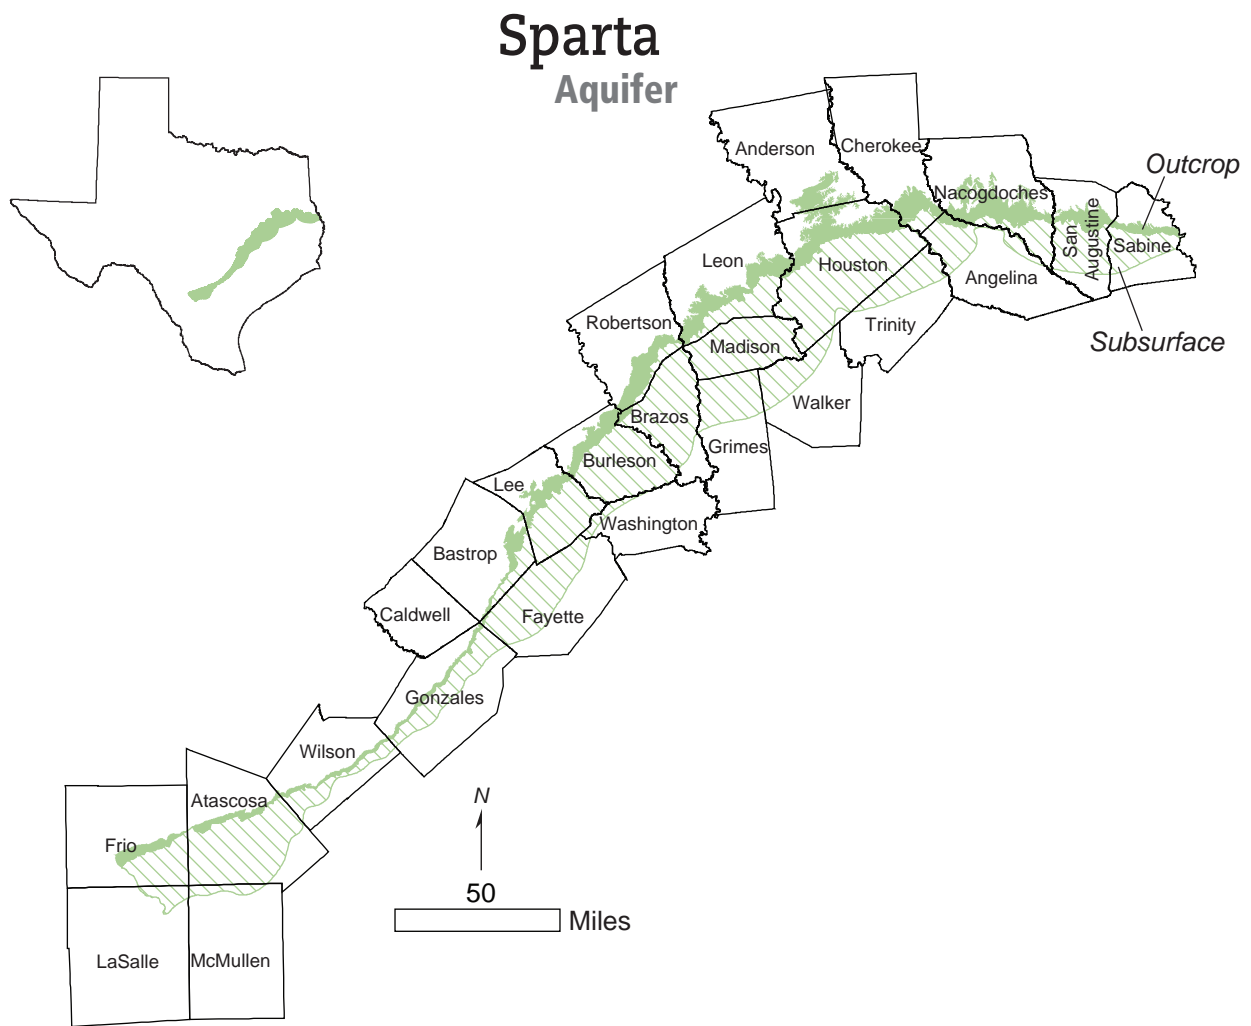 Sparta
Aquifer
Anderson
Cherokee
Outcrop
Nacogdoches
San
Augustine
Sabine
Leon
Houston
Angelina
Robertson
Trinity
Madison
Subsurface
Walker
Brazos
Grimes
Burleson
Lee
Washington
Bastrop
Caldwell
Fayette
Gonzales
Wilson
Atascosa
N
Frio
50
Miles
LaSalle
McMullen